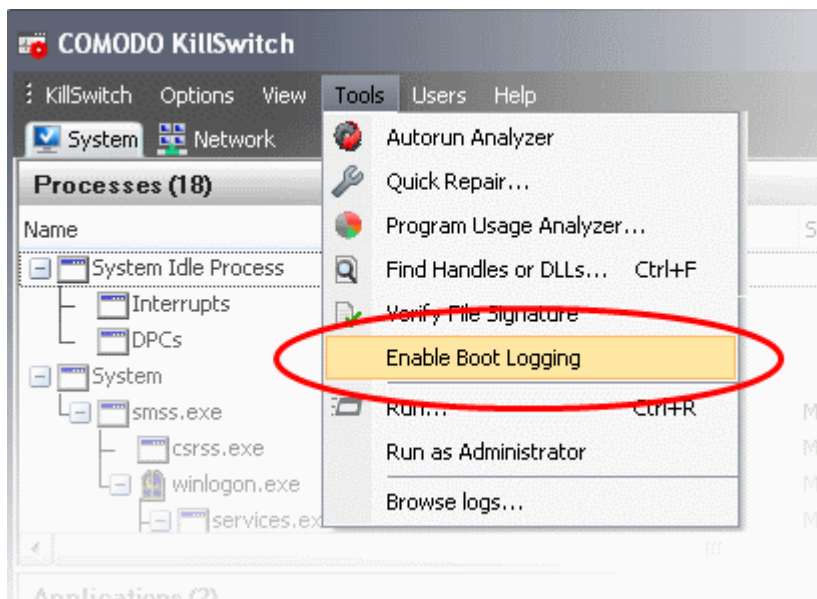 COMODO KillSwitch
KillSwitch Options View Tools Users Help
System Network
Processes (18)
Name
System Idle Process
Interrupts
DPCs
System
smss.exe
csrss.exe
winlogon.exe
services.ex
Applications (2)
Autorun Analyzer
Quick Repair...
Program Usage Analyzer...
Find Handles or DLLs... Ctrl+F
Verify File Signature
Enable Boot Logging
Run... Ctrl+R
Run as Administrator
Browse logs...
S
M
M
M
M